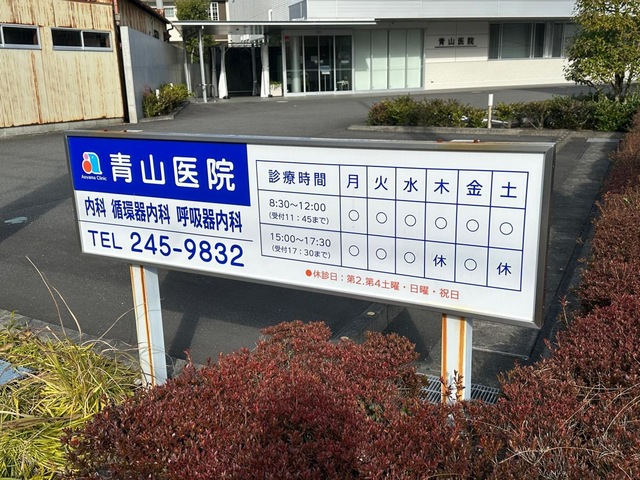 青山医院
Aoyama Clinic
青山医院
内科 循環器内科 呼吸器内科
TEL 245-9832
診療時間 月 火 水 木 金 土
8:30〜12:00 ○ ○ ○ ○ ○ ○
(受付11:45まで)
15:00〜17:30 ○ ○ ○ 休 ○ 休
(受付17:30まで)
●休診日:第2.第4土曜・日曜・祝日